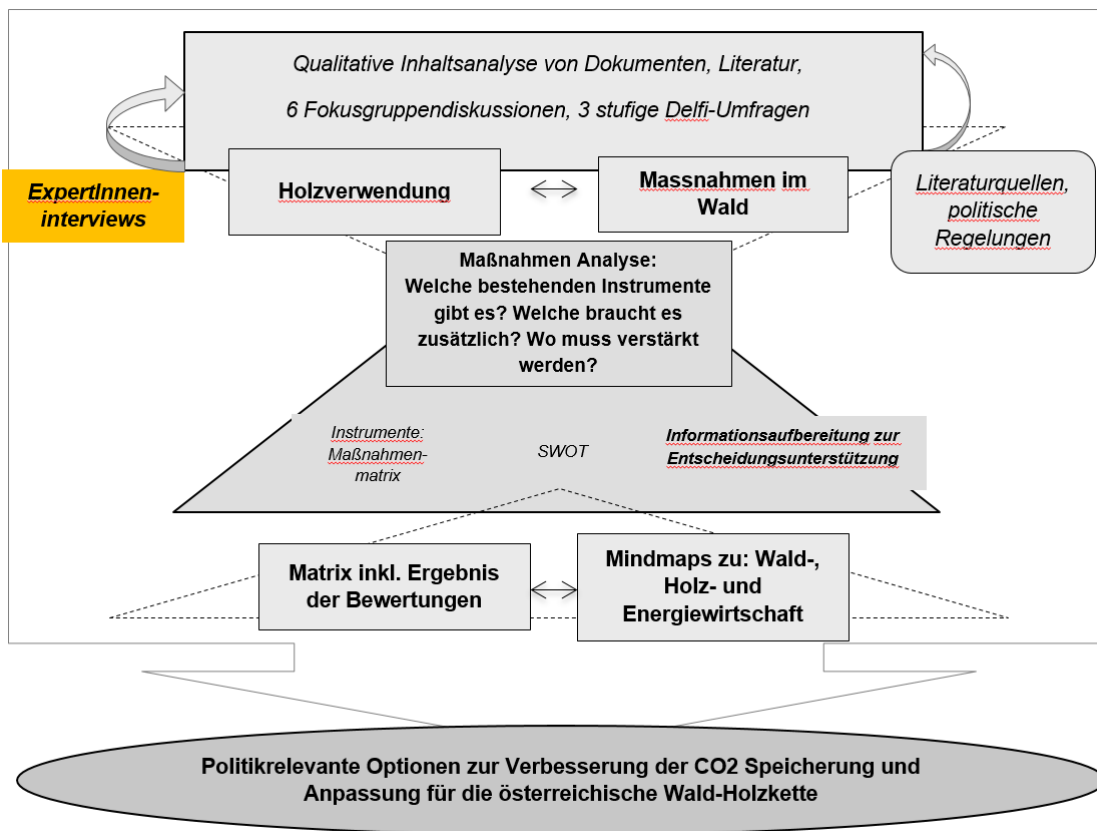 Qualitative Inhaltsanalyse von Dokumenten, Literatur,
6 Fokusgruppendiskussionen, 3 stufige Delfi-Umfragen
ExpertInnen-
interviews
Holzverwendung
Massnahmen im
Wald
Literaturquellen,
politische
Regelungen
Maßnahmen Analyse:
Welche bestehenden Instrumente
gibt es? Welche braucht es
zusätzlich? Wo muss verstärkt
werden?
Instrumente:
Maßnahmen-
matrix
SWOT
Informationsaufbereitung zur
Entscheidungsunterstützung
Matrix inkl. Ergebnis
der Bewertungen
Mindmaps zu: Wald-,
Holz- und
Energiewirtschaft
Politikrelevante Optionen zur Verbesserung der CO2 Speicherung und
Anpassung für die österreichische Wald-Holzkette